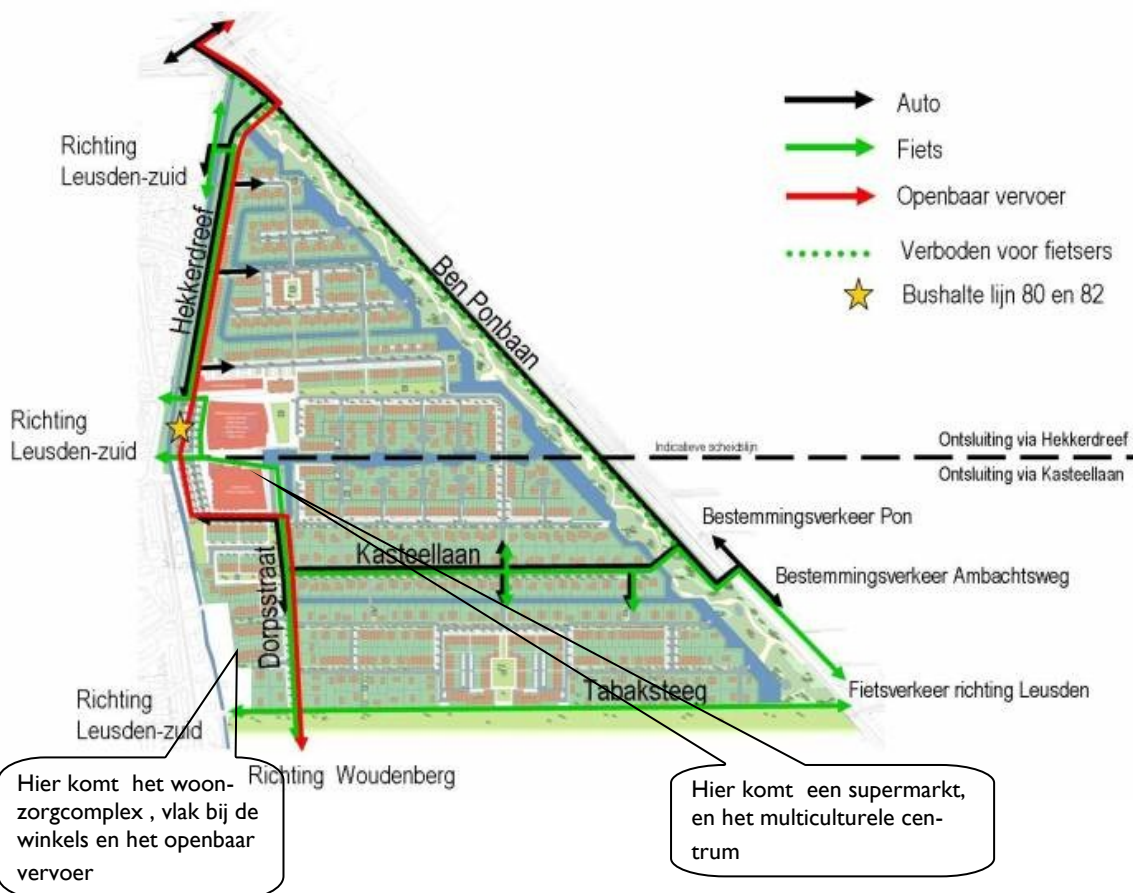 Auto
Fiets
Openbaar vervoer
Verboden voor fietsers
Bushalte lijn 80 en 82
Richting
Leusden-zuid
Hekkerdreef
Ben Ponbaan
Richting
Leusden-zuid
Indicatieve scheidslijn
Ontsluiting via Hekkerdreef
Ontsluiting via Kasteellaan
Bestemmingsverkeer Pon
Kasteellaan
Bestemmingsverkeer Ambachtsweg
Dorpsstraat
Tabaksteeg
Fietsverkeer richting Leusden
Richting
Leusden-zuid
Richting Woudenberg
Hier komt het woon-
zorgcomplex , vlak bij de
winkels en het openbaar
vervoer
Hier komt een supermarkt,
en het multiculturele cen-
trum